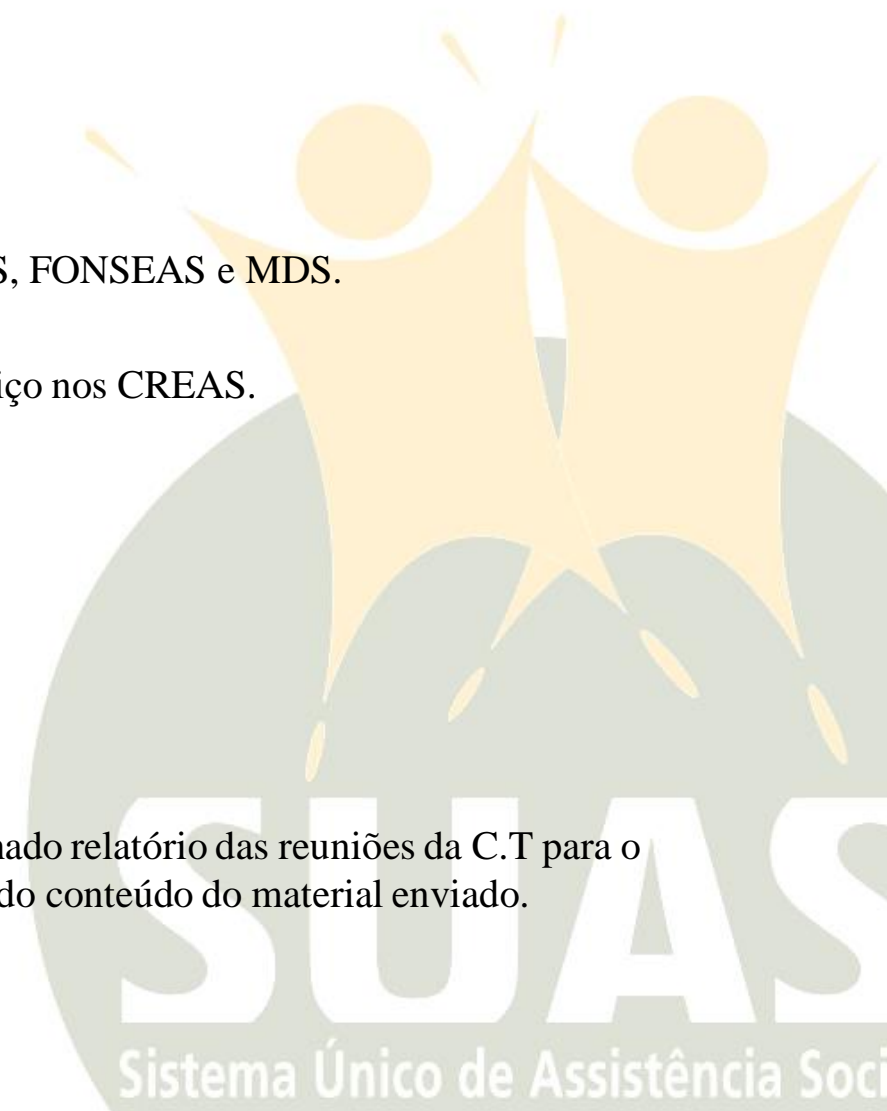 S, FONSEAS e MDS.
iço nos CREAS.
nado relatório das reuniões da C.T para o
do conteúdo do material enviado.
SUAS
Sistema Único de Assistência Soci